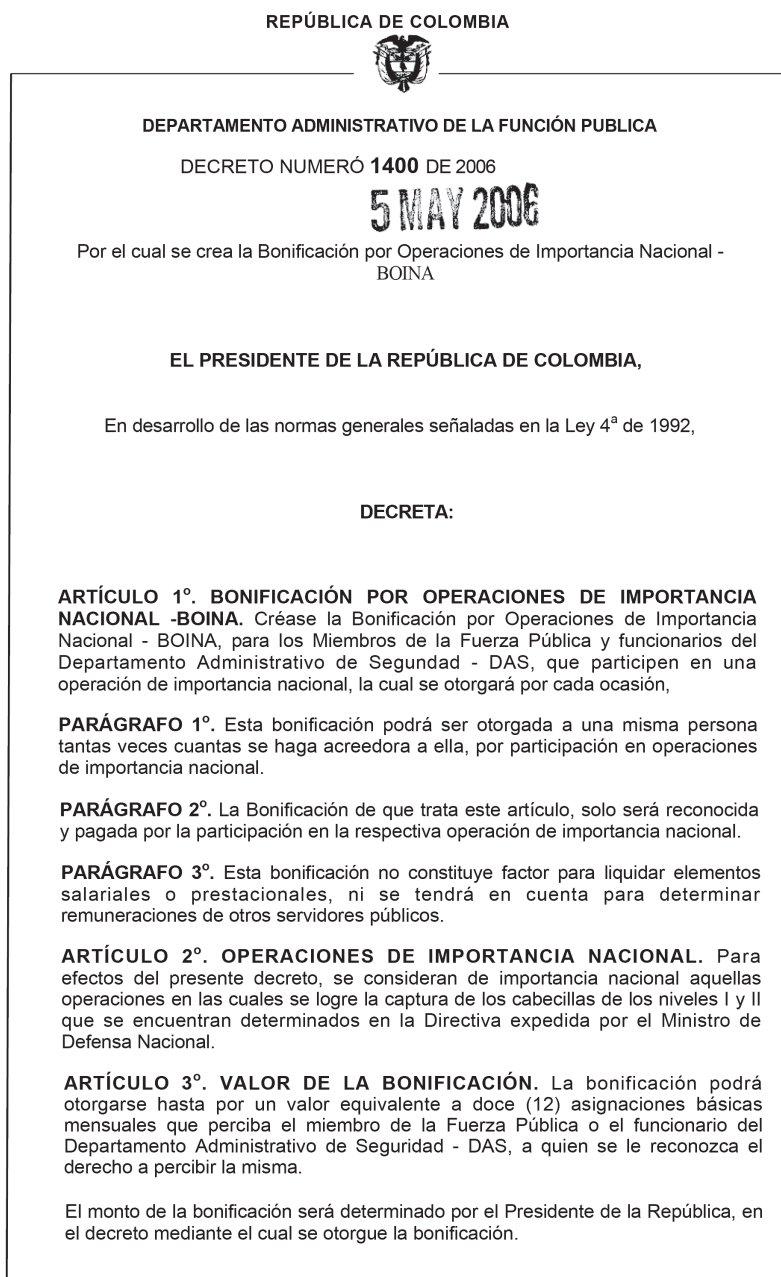 REPÚBLICA DE COLOMBIA
DEPARTAMENTO ADMINISTRATIVO DE LA FUNCIÓN PUBLICA
DECRETO NUMERÓ 1400 DE 2006
5 MAY 2006
Por el cual se crea la Bonificación por Operaciones de Importancia Nacional -
BOINA
EL PRESIDENTE DE LA REPÚBLICA DE COLOMBIA,
En desarrollo de las normas generales señaladas en la Ley 4ª de 1992,
DECRETA:
ARTÍCULO 1º. BONIFICACIÓN POR OPERACIONES DE IMPORTANCIA
NACIONAL -BOINA. Créase la Bonificación por Operaciones de Importancia
Nacional - BOINA, para los Miembros de la Fuerza Pública y funcionarios del
Departamento Administrativo de Segundad - DAS, que participen en una
operación de importancia nacional, la cual se otorgará por cada ocasión,
PARÁGRAFO 1º. Esta bonificación podrá ser otorgada a una misma persona
tantas veces cuantas se haga acreedora a ella, por participación en operaciones
de importancia nacional.
PARÁGRAFO 2º. La Bonificación de que trata este artículo, solo será reconocida
y pagada por la participación en la respectiva operación de importancia nacional.
PARÁGRAFO 3º. Esta bonificación no constituye factor para liquidar elementos
salariales o prestacionales, ni se tendrá en cuenta para determinar
remuneraciones de otros servidores públicos.
ARTÍCULO 2º. OPERACIONES DE IMPORTANCIA NACIONAL. Para
efectos del presente decreto, se consideran de importancia nacional aquellas
operaciones en las cuales se logre la captura de los cabecillas de los niveles I y II
que se encuentran determinados en la Directiva expedida por el Ministro de
Defensa Nacional.
ARTÍCULO 3º. VALOR DE LA BONIFICACIÓN. La bonificación podrá
otorgarse hasta por un valor equivalente a doce (12) asignaciones básicas
mensuales que perciba el miembro de la Fuerza Pública o el funcionario del
Departamento Administrativo de Seguridad - DAS, a quien se le reconozca el
derecho a percibir la misma.
El monto de la bonificación será determinado por el Presidente de la República, en
el decreto mediante el cual se otorgue la bonificación.